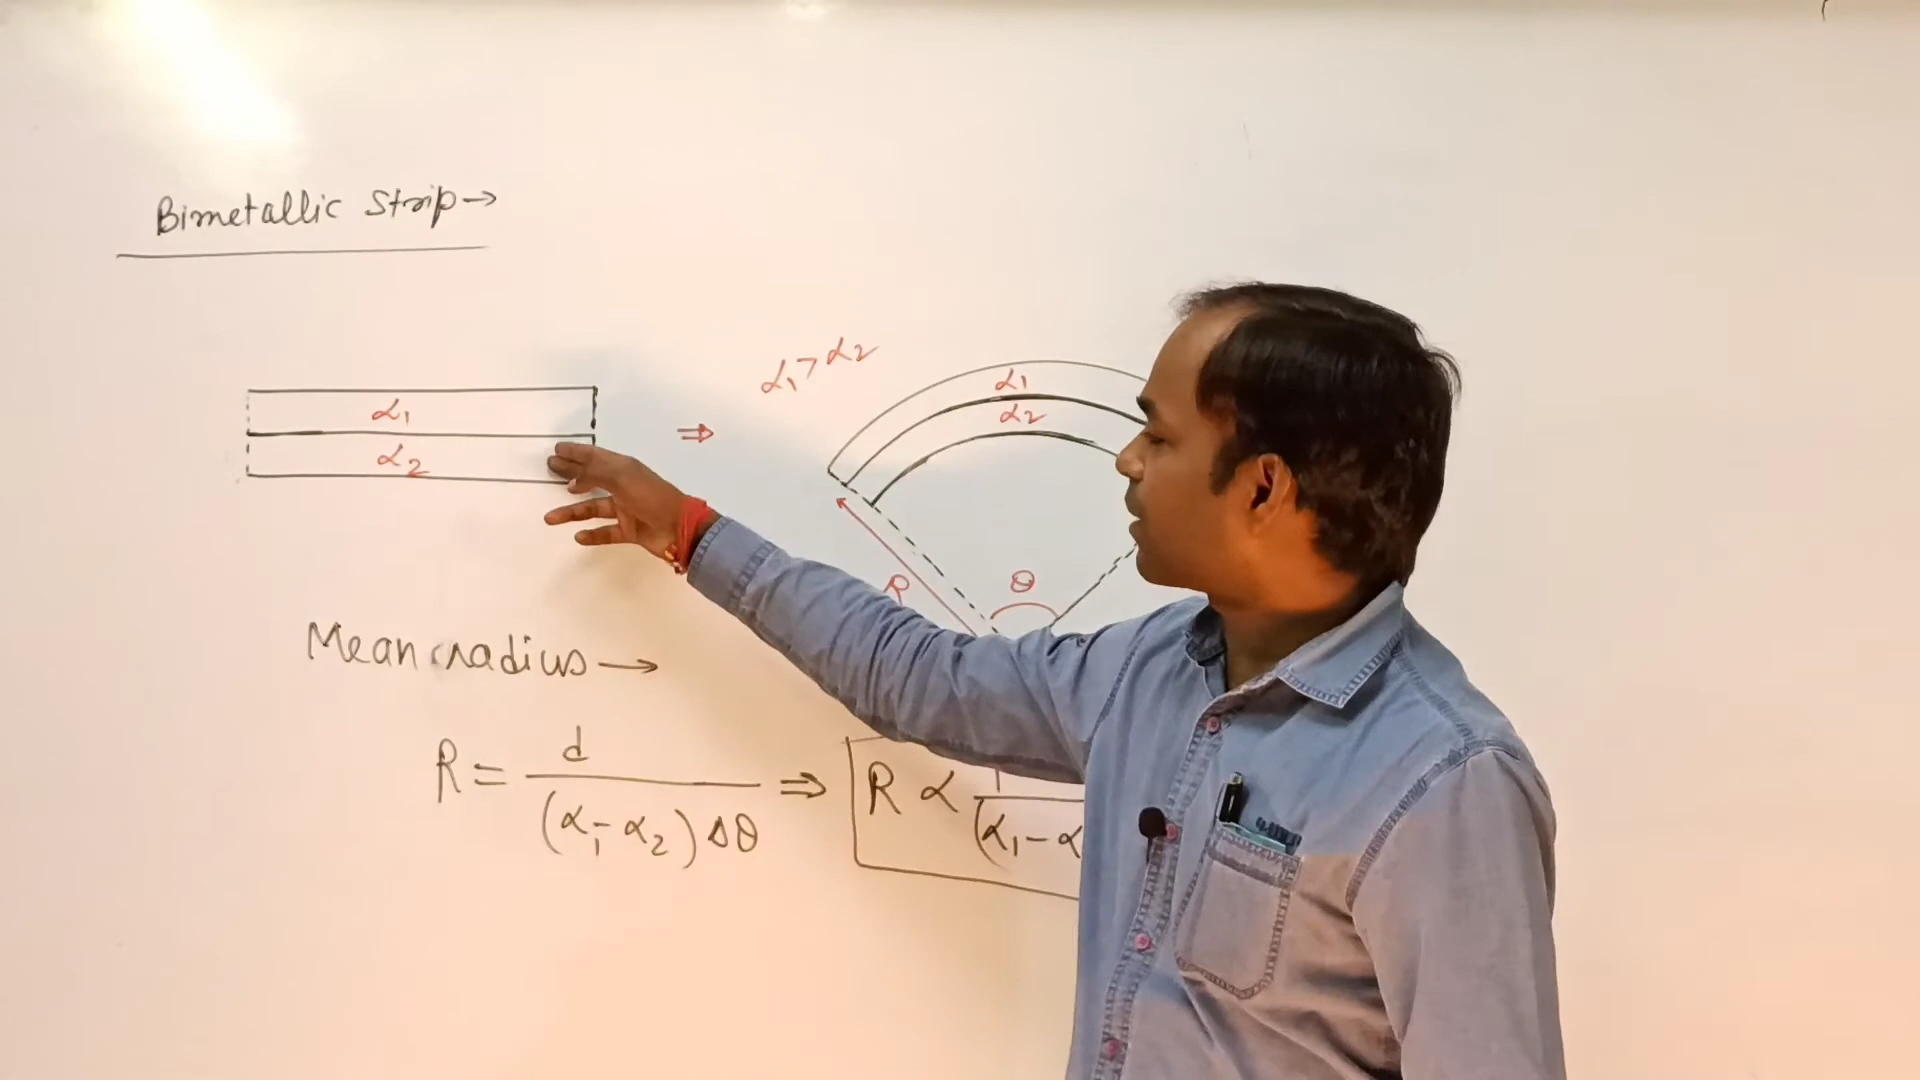 Bimetallic Strip→
α₁ > α₂
α₁
α₂
⇒
α₁
α₂
R
θ
Mean radius →
R = d / (α₁ - α₂) Δθ ⇒ R ∝ 1 / (α₁ - α